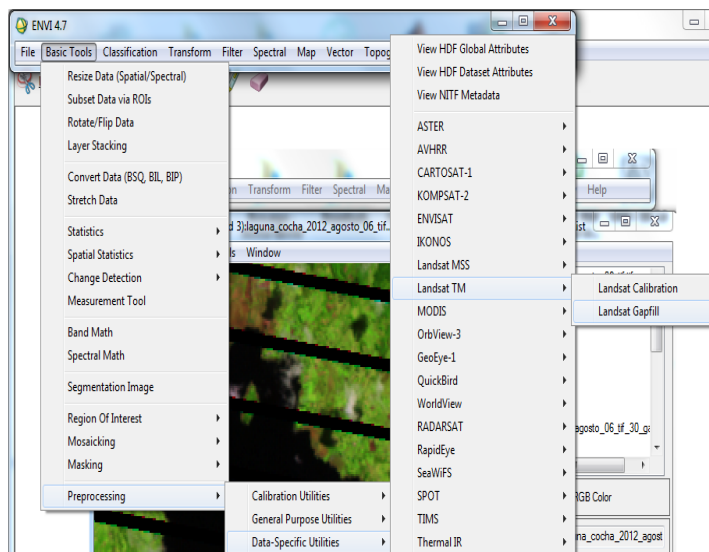 ENVI 4.7
File Basic Tools Classification Transform Filter Spectral Map Vector
Resize Data (Spatial/Spectral)
Subset Data via ROIs
Rotate/Flip Data
Layer Stacking
Convert Data (BSQ, BIL, BIP)
Stretch Data
Statistics
Spatial Statistics
Change Detection
Measurement Tool
Band Math
Spectral Math
Segmentation Image
Region Of Interest
Mosaicking
Masking
Preprocessing
Calibration Utilities
General Purpose Utilities
Data-Specific Utilities
View HDF Global Attributes
View HDF Dataset Attributes
View NITF Metadata
ASTER
AVHRR
CARTOSAT-1
KOMPSAT-2
ENVISAT
IKONOS
Landsat MSS
Landsat TM
MODIS
OrbView-3
GeoEye-1
QuickBird
WorldView
RADARSAT
RapidEye
SeaWiFS
SPOT
TIMS
Thermal IR
Landsat Calibration
Landsat Gapfill
Transform Filter Spectral
Help
3):laguna_cocha_2012_agosto_06_tif...
Window
RGB Color